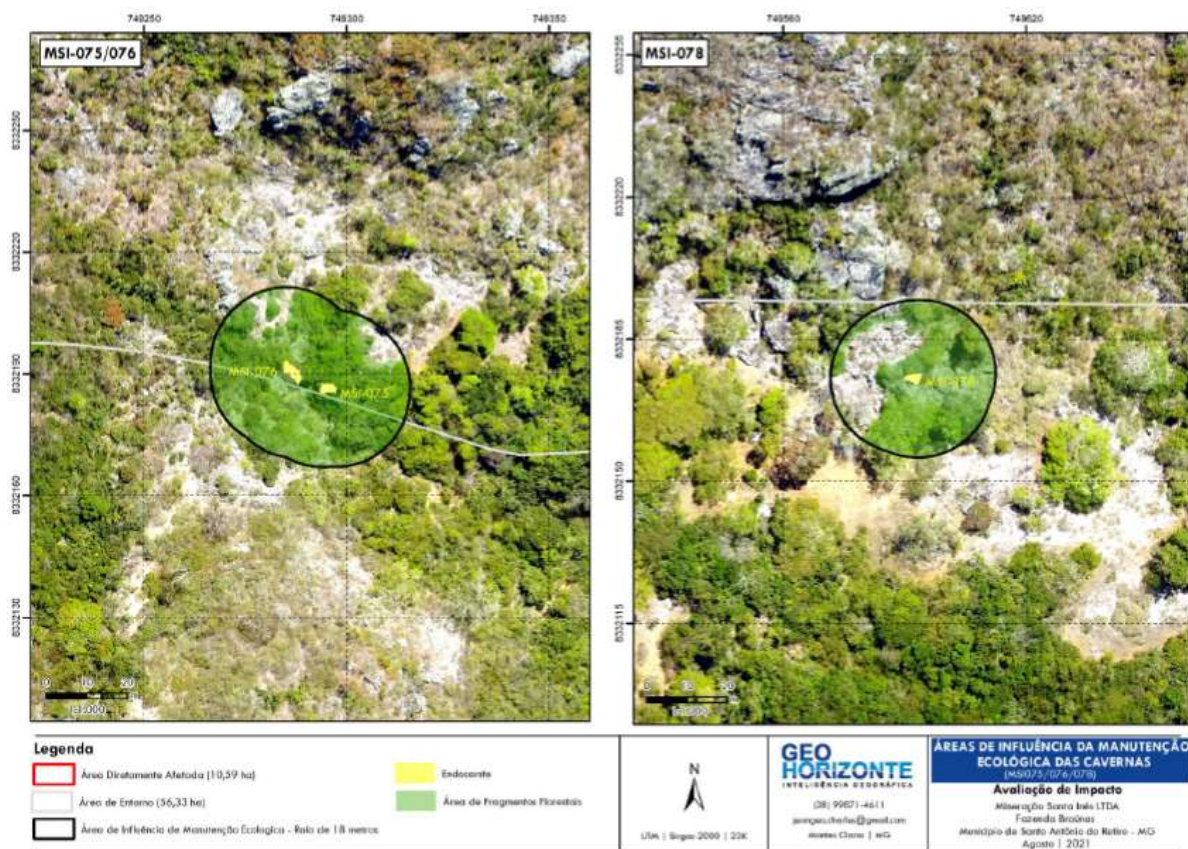 749250 749300 749350
749560 749620
MSI-075/076
MSI-078
8332250
8332220
8332190
8332160
8332130
8332255
8332220
8332185
8332150
8332115
MSI-076
MSI-075
0 10 20
0 10 20
Legenda
Área Diretamente Afetada (10,59 ha)
Área de Entorno (56,33 ha)
Área de Influência de Manutenção Ecologica - Raio de 18 metros
Endocarste
Área de Fragmentos Florestais
N
UTM | Sirgas-2000 | 23K
GEO
HORIZONTE
INTELIGÊNCIA GEOGRÁFICA
(38) 99871-4611
Montes Claros | MG
ÁREAS DE INFLUÊNCIA DA MANUTENÇÃO
ECOLÓGICA DAS CAVERNAS
(MSI075/076/078)
Avaliação de Impacto
Mineração Santa Inês LTDA
Fazenda Braúnas
Município de Santo Antônio do Retiro - MG
Agosto | 2021